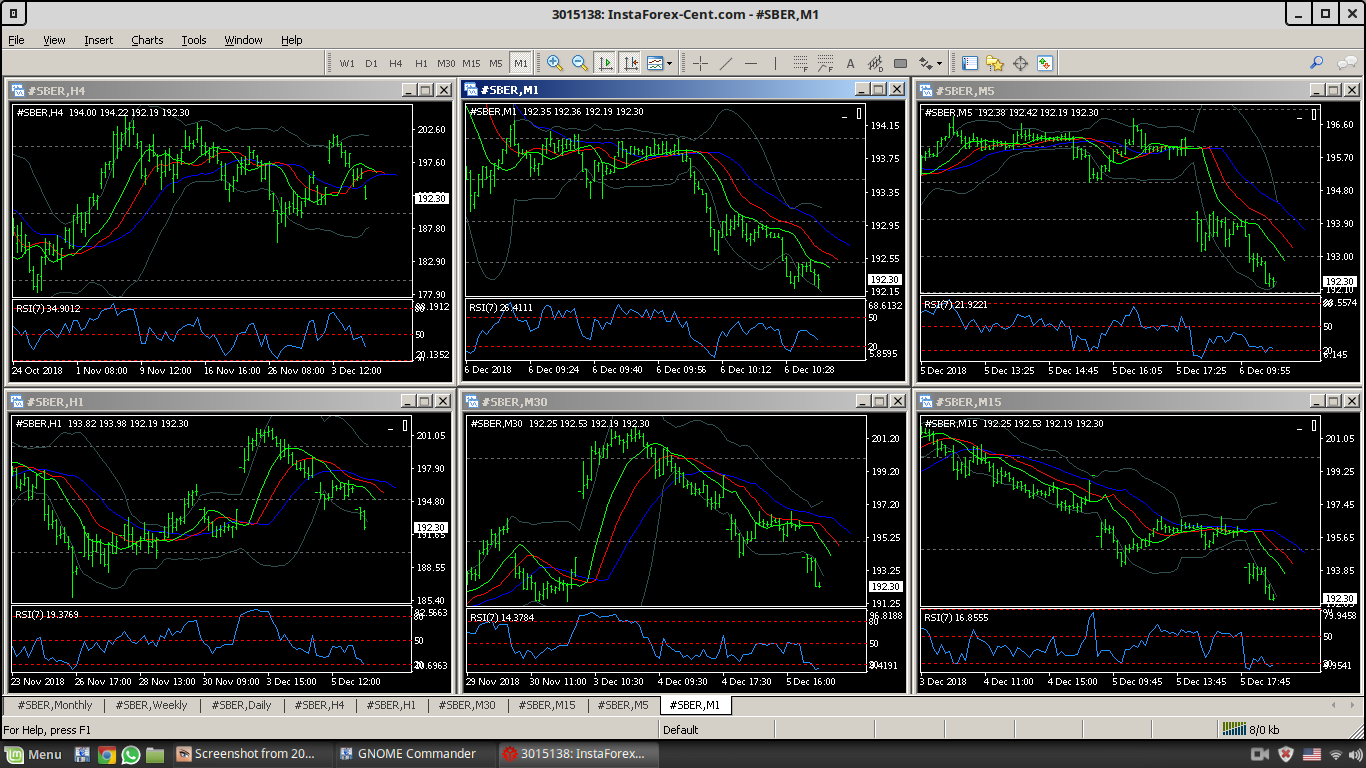 3015138: InstaForex-Cent.com - #SBER,M1
File View Insert Charts Tools Window Help
W1 D1 H4 H1 M30 M15 M5 M1
#SBER,H4
#SBER,H4 194.00 194.22 192.19 192.30
202.60
197.60
192.30
187.80
182.90
177.90
RSI(7) 34.9012
50
20.1352
24 Oct 2018 1 Nov 08:00 9 Nov 12:00 16 Nov 16:00 26 Nov 08:00 3 Dec 12:00
#SBER,M1
#SBER,M1 192.35 192.36 192.19 192.30
194.15
193.75
193.35
192.95
192.55
192.30
192.15
RSI(7) 26.4111
68.6132
50
20
5.8595
6 Dec 2018 6 Dec 09:24 6 Dec 09:40 6 Dec 09:56 6 Dec 10:12 6 Dec 10:28
#SBER,M5
#SBER,M5 192.38 192.42 192.19 192.30
196.60
195.70
194.80
193.90
193.00
192.30
192.10
RSI(7) 21.9221
50
5 Dec 2018 5 Dec 13:25 5 Dec 14:45 5 Dec 16:05 5 Dec 17:25 6 Dec 09:55
#SBER,H1
#SBER,H1 193.82 193.98 192.19 192.30
201.05
197.90
194.80
192.30
191.65
188.55
185.40
RSI(7) 19.3769
80
50
23 Nov 2018 26 Nov 17:00 28 Nov 13:00 30 Nov 09:00 3 Dec 15:00 5 Dec 12:00
#SBER,M30
#SBER,M30 192.25 192.53 192.19 192.30
201.20
199.20
197.20
195.25
193.25
192.30
191.25
RSI(7) 14.3784
80
50
29 Nov 2018 30 Nov 11:00 3 Dec 10:30 4 Dec 09:30 4 Dec 17:30 5 Dec 16:00
#SBER,M15
#SBER,M15 192.25 192.53 192.19 192.30
201.05
199.25
197.45
195.65
193.85
192.30
RSI(7) 16.8555
50
3 Dec 2018 4 Dec 11:00 4 Dec 15:00 5 Dec 09:45 5 Dec 13:45 5 Dec 17:45
#SBER,Monthly #SBER,Weekly #SBER,Daily #SBER,H4 #SBER,H1 #SBER,M30 #SBER,M15 #SBER,M5 #SBER,M1
For Help, press F1 Default 8/0 kb
Menu Screenshot from 20... GNOME Commander 3015138: InstaForex...